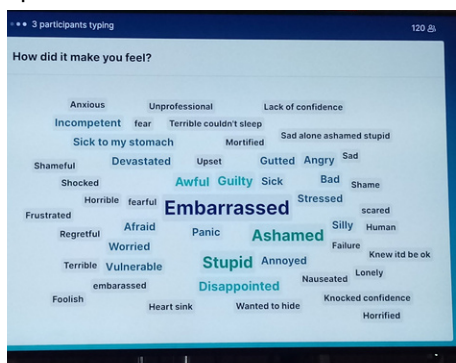 3 participants typing
120
How did it make you feel?
Anxious
Unprofessional
Lack of confidence
Incompetent
fear
Terrible couldn't sleep
Sick to my stomach
Mortified
Sad alone ashamed stupid
Shameful
Devastated
Upset
Gutted
Angry
Sad
Shocked
Awful
Guilty
Sick
Bad
Shame
Horrible
fearful
Embarrassed
Stressed
scared
Frustrated
Regretful
Afraid
Panic
Ashamed
Silly
Human
Worried
Failure
Knew itd be ok
Terrible
Vulnerable
Stupid
Annoyed
Lonely
embarassed
Disappointed
Nauseated
Foolish
Heart sink
Wanted to hide
Knocked confidence
Horrified